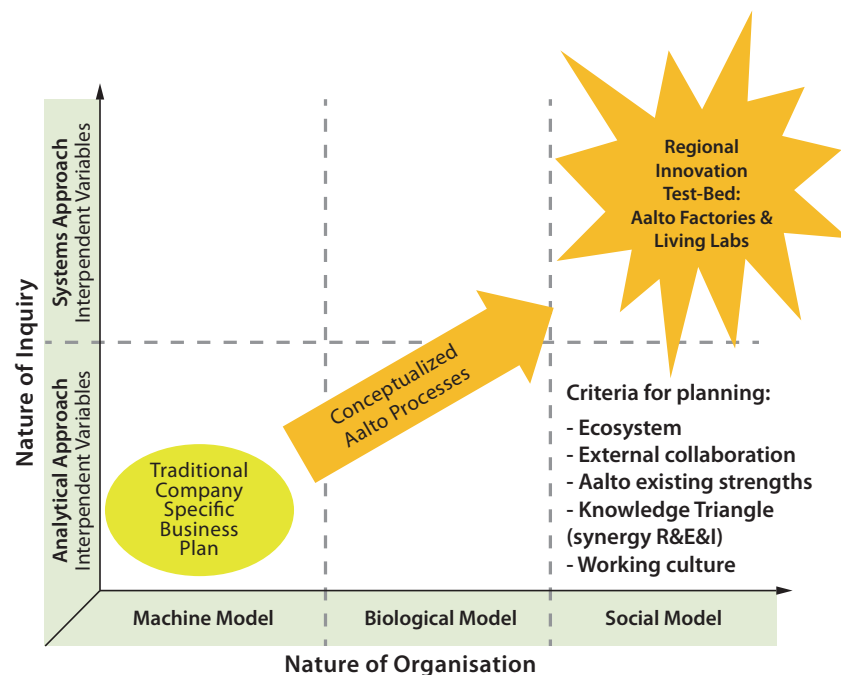 Regional
Innovation
Test-Bed:
Aalto Factories &
Living Labs
Nature of Inquiry
Systems Approach
Interpendent Variables
Analytical Approach
Interpendent Variables
Conceptualized
Aalto Processes
Traditional
Company
Specific
Business
Plan
Criteria for planning:
- Ecosystem
- External collaboration
- Aalto existing strengths
- Knowledge Triangle
(synergy R&E&I)
- Working culture
Machine Model
Biological Model
Social Model
Nature of Organisation